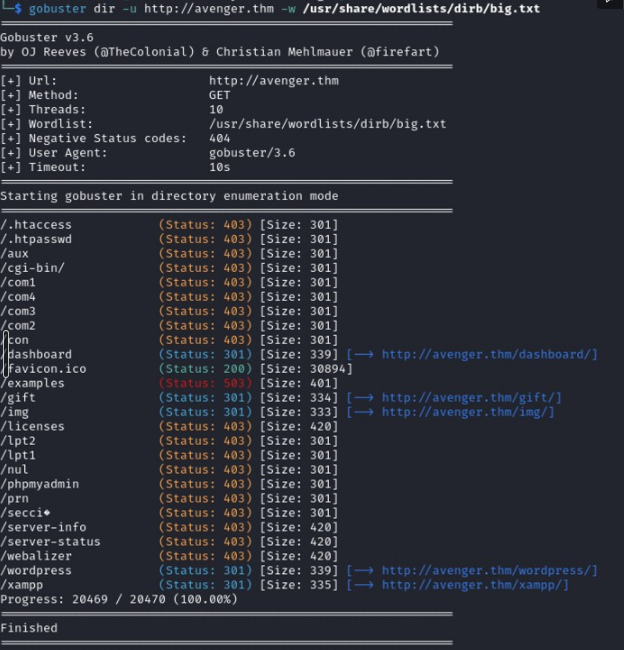 $ gobuster dir -u http://avenger.thm -w /usr/share/wordlists/dirb/big.txt
Gobuster v3.6
by OJ Reeves (@TheColonial) & Christian Mehlmauer (@firefart)
[+] Url: http://avenger.thm
[+] Method: GET
[+] Threads: 10
[+] Wordlist: /usr/share/wordlists/dirb/big.txt
[+] Negative Status codes: 404
[+] User Agent: gobuster/3.6
[+] Timeout: 10s
Starting gobuster in directory enumeration mode
/.htaccess (Status: 403) [Size: 301]
/.htpasswd (Status: 403) [Size: 301]
/aux (Status: 403) [Size: 301]
/cgi-bin/ (Status: 403) [Size: 301]
/com1 (Status: 403) [Size: 301]
/com4 (Status: 403) [Size: 301]
/com3 (Status: 403) [Size: 301]
/com2 (Status: 403) [Size: 301]
/con (Status: 403) [Size: 301]
/dashboard (Status: 301) [Size: 339] [--> http://avenger.thm/dashboard/]
/favicon.ico (Status: 200) [Size: 30894]
/examples (Status: 503) [Size: 401]
/gift (Status: 301) [Size: 334] [--> http://avenger.thm/gift/]
/img (Status: 301) [Size: 333] [--> http://avenger.thm/img/]
/licenses (Status: 403) [Size: 420]
/lpt2 (Status: 403) [Size: 301]
/lpt1 (Status: 403) [Size: 301]
/nul (Status: 403) [Size: 301]
/phpmyadmin (Status: 403) [Size: 301]
/prn (Status: 403) [Size: 301]
/secci� (Status: 403) [Size: 301]
/server-info (Status: 403) [Size: 420]
/server-status (Status: 403) [Size: 420]
/webalizer (Status: 403) [Size: 420]
/wordpress (Status: 301) [Size: 339] [--> http://avenger.thm/wordpress/]
/xampp (Status: 301) [Size: 335] [--> http://avenger.thm/xampp/]
Progress: 20469 / 20470 (100.00%)
Finished